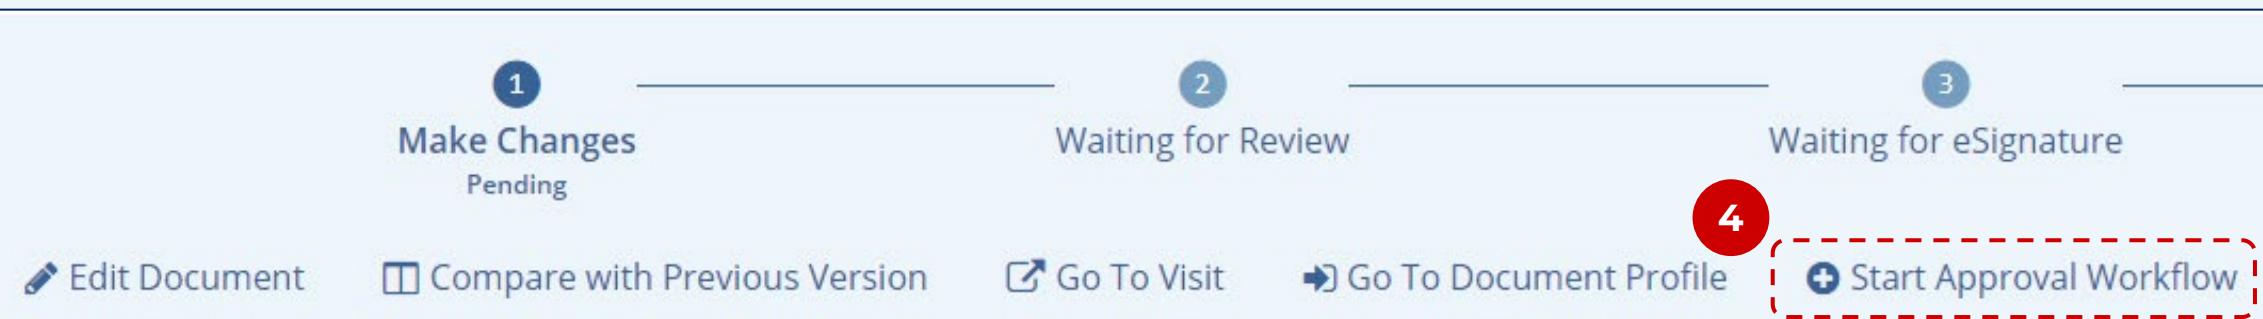 1
2
3
Make Changes
Waiting for Review
Waiting for eSignature
Pending
4
Edit Document
Compare with Previous Version
Go To Visit
Go To Document Profile
Start Approval Workflow